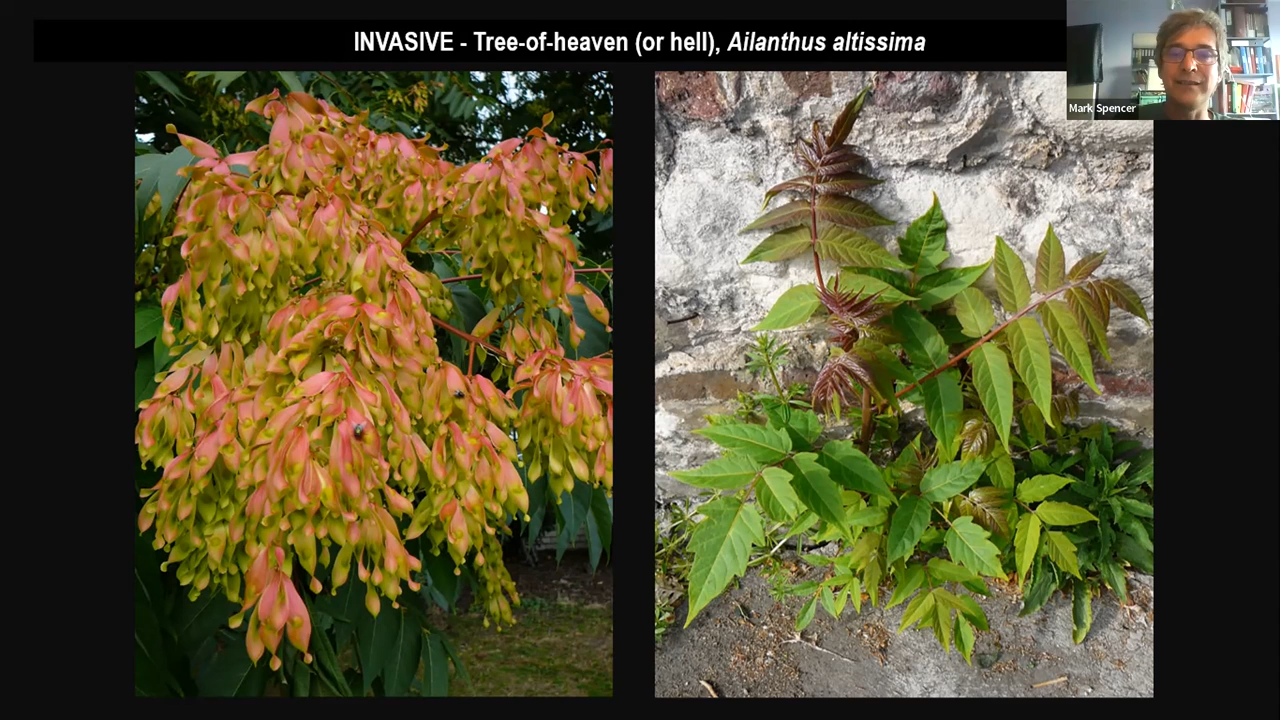 INVASIVE - Tree-of-heaven (or hell), Ailanthus altissima
Mark Spencer